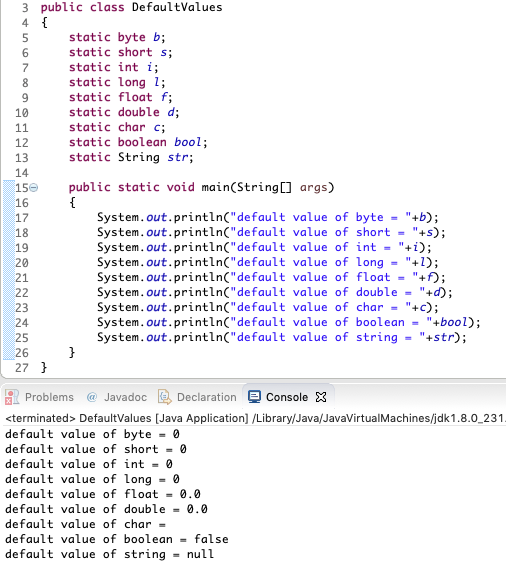 3 public class DefaultValues
4 {
5 static byte b;
6 static short s;
7 static int i;
8 static long l;
9 static float f;
10 static double d;
11 static char c;
12 static boolean bool;
13 static String str;
14
15 public static void main(String[] args)
16 {
17 System.out.println("default value of byte = "+b);
18 System.out.println("default value of short = "+s);
19 System.out.println("default value of int = "+i);
20 System.out.println("default value of long = "+l);
21 System.out.println("default value of float = "+f);
22 System.out.println("default value of double = "+d);
23 System.out.println("default value of char = "+c);
24 System.out.println("default value of boolean = "+bool);
25 System.out.println("default value of string = "+str);
26 }
27 }
Problems @ Javadoc Declaration Console
<terminated> DefaultValues [Java Application] /Library/Java/JavaVirtualMachines/jdk1.8.0_231.
default value of byte = 0
default value of short = 0
default value of int = 0
default value of long = 0
default value of float = 0.0
default value of double = 0.0
default value of char =
default value of boolean = false
default value of string = null